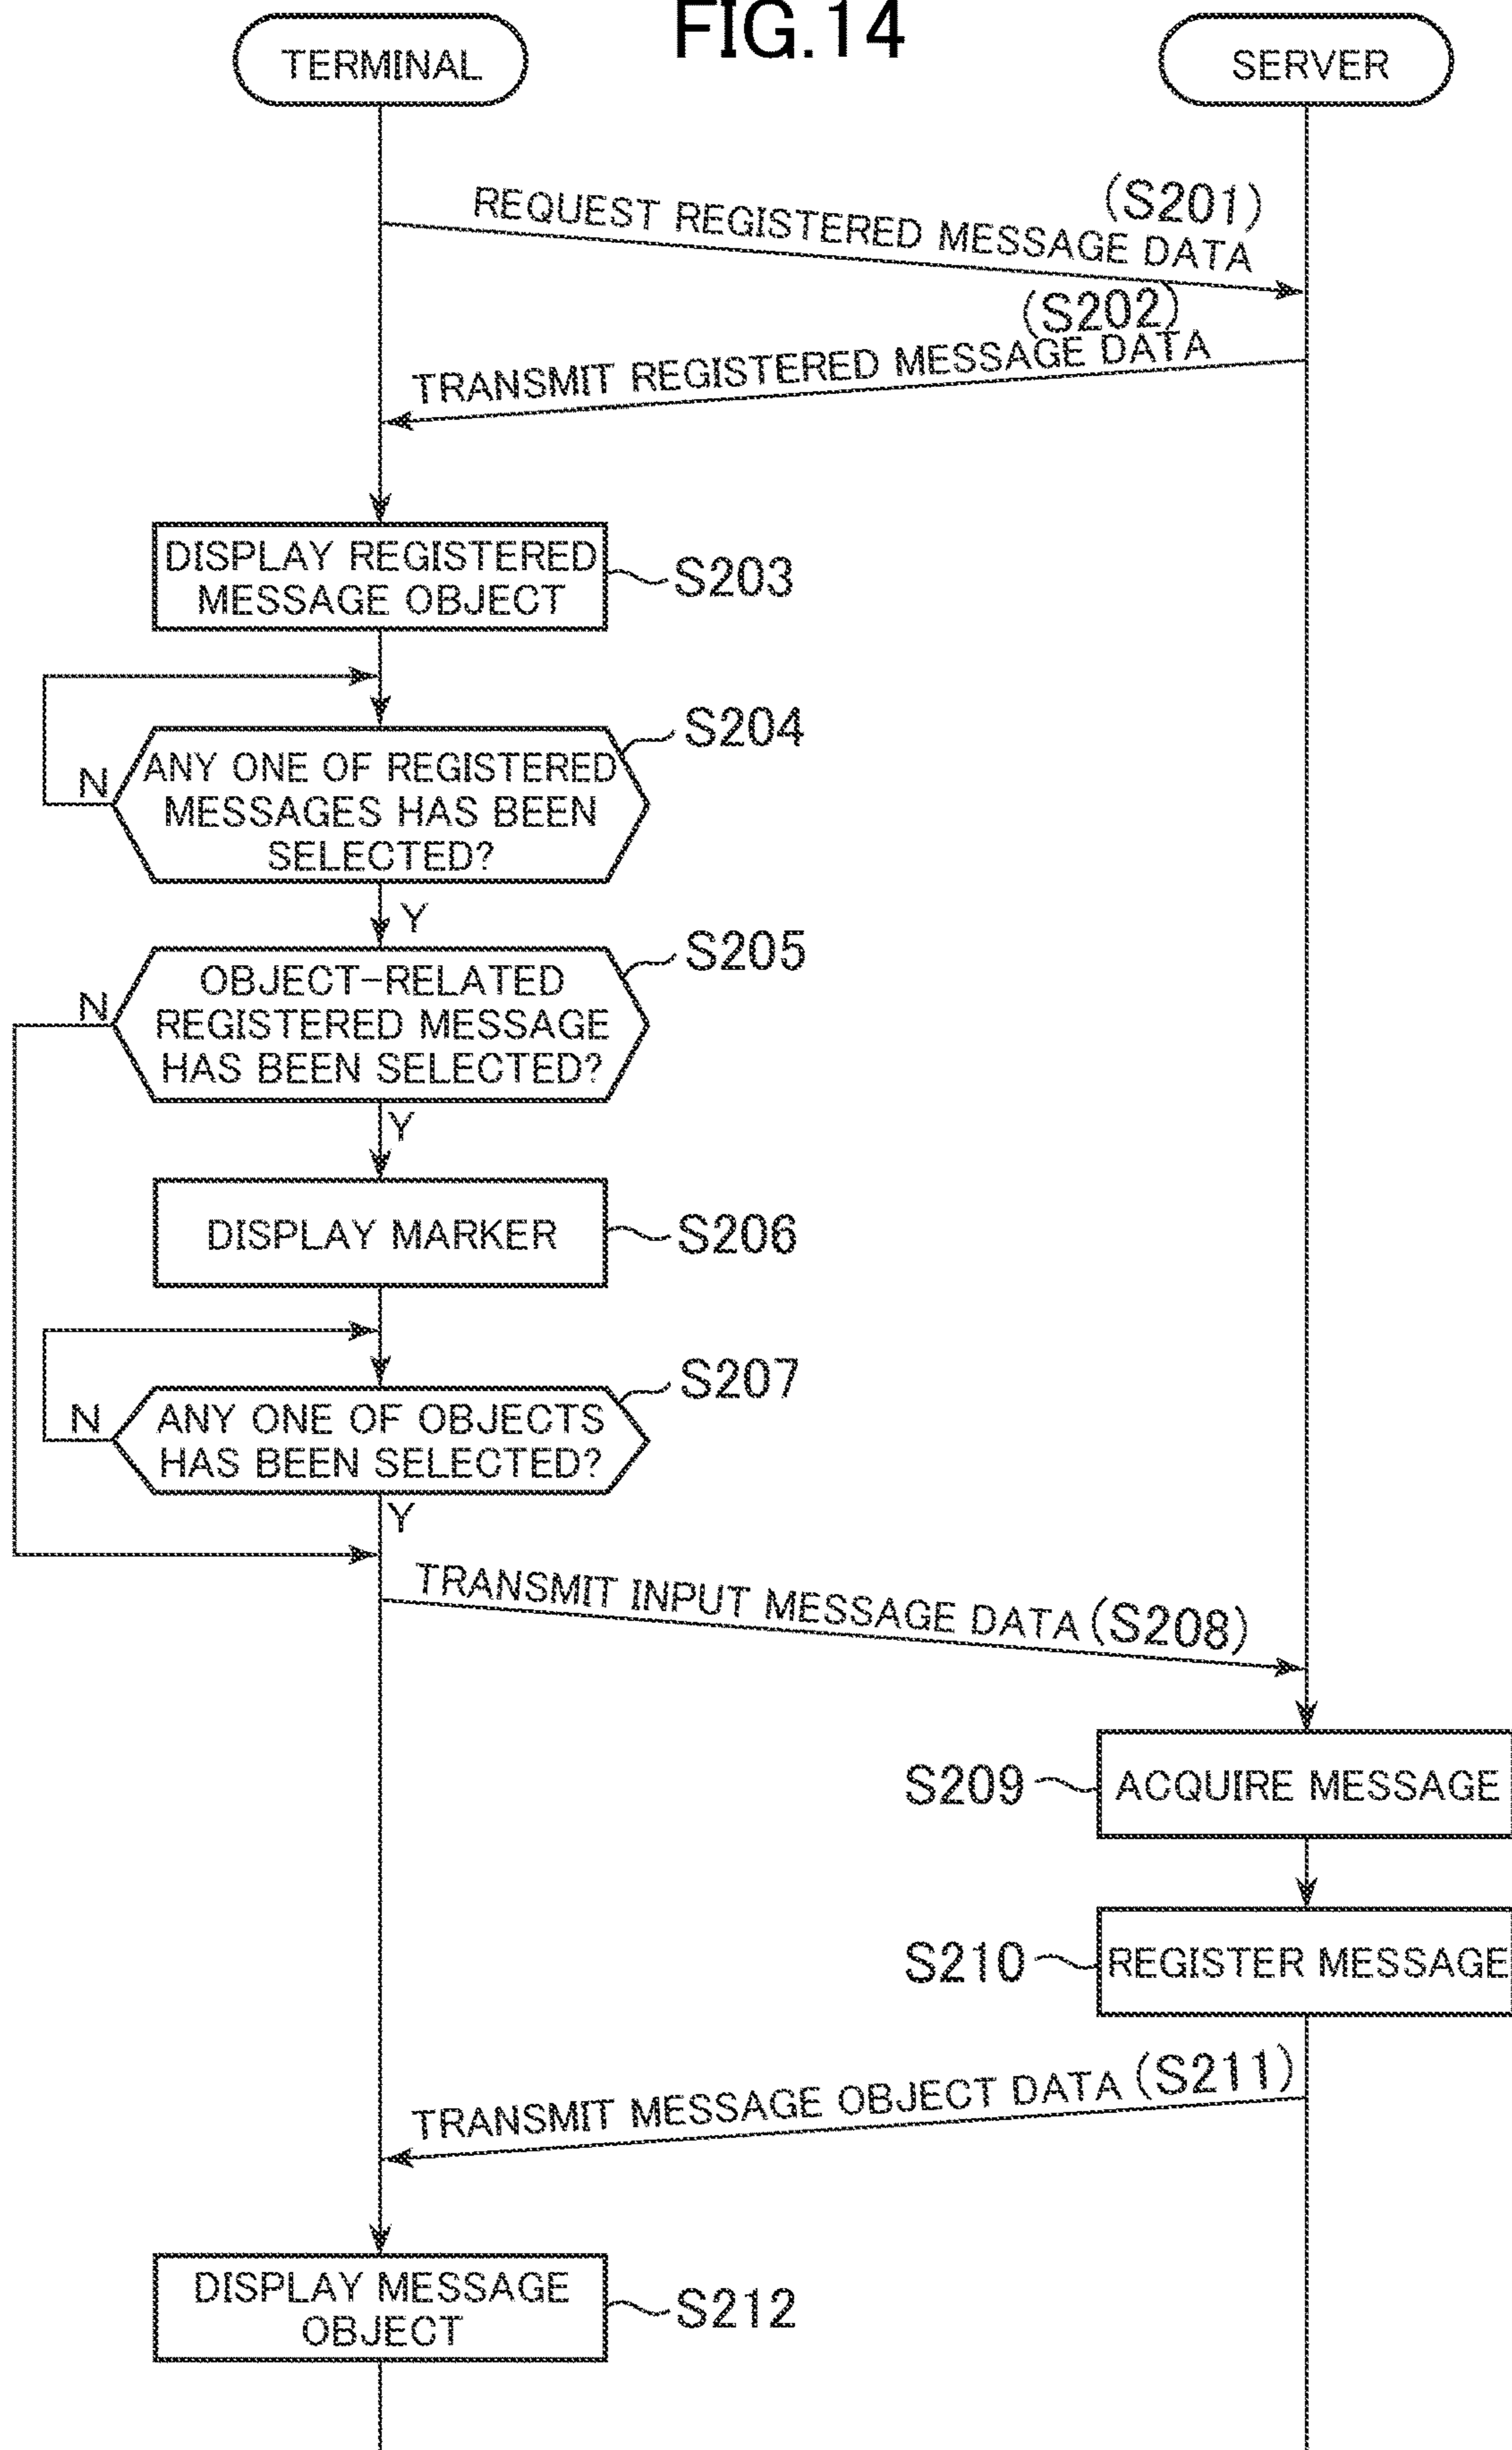 FIG.14
TERMINAL
SERVER
(S201)
REQUEST REGISTERED MESSAGE DATA
(S202)
TRANSMIT REGISTERED MESSAGE DATA
DISPLAY REGISTERED
MESSAGE OBJECT
S203
S204
ANY ONE OF REGISTERED
MESSAGES HAS BEEN
SELECTED?
N
Y
S205
OBJECT-RELATED
REGISTERED MESSAGE
HAS BEEN SELECTED?
N
Y
DISPLAY MARKER
S206
S207
ANY ONE OF OBJECTS
HAS BEEN SELECTED?
N
Y
TRANSMIT INPUT MESSAGE DATA (S208)
S209
ACQUIRE MESSAGE
S210
REGISTER MESSAGE
TRANSMIT MESSAGE OBJECT DATA (S211)
DISPLAY MESSAGE
OBJECT
S212